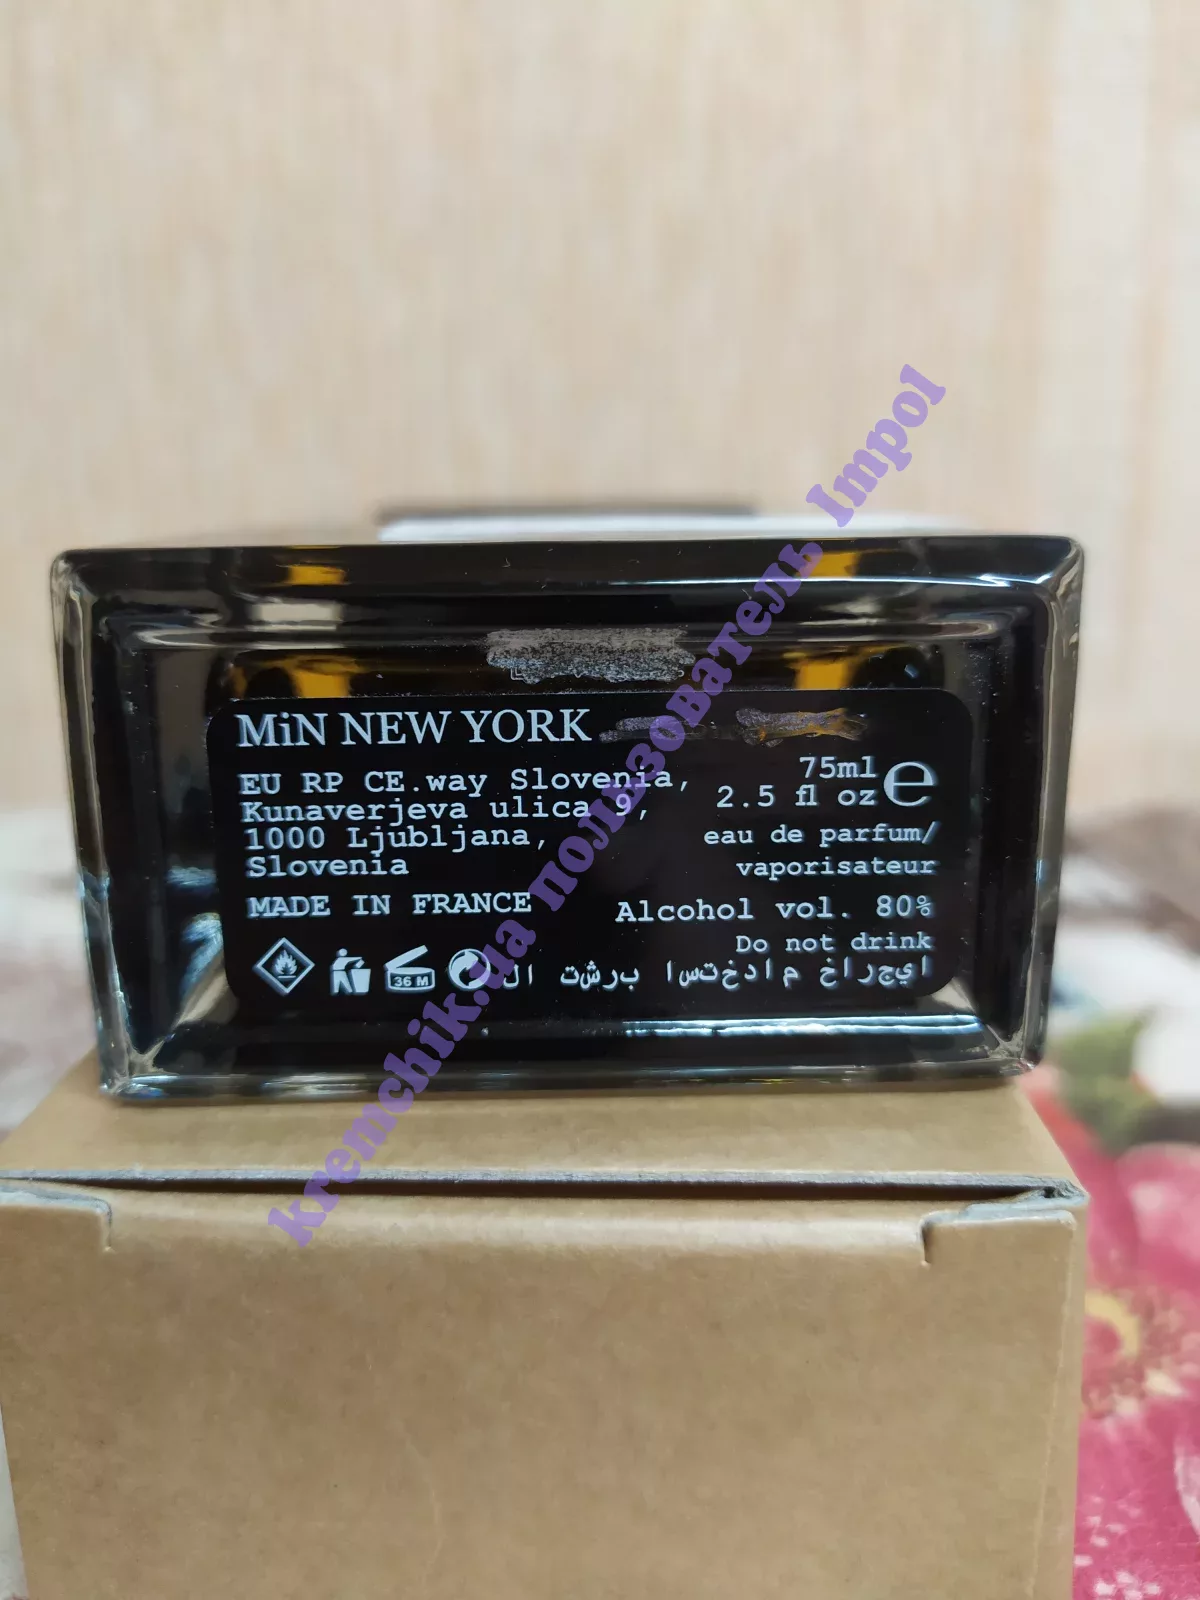 MiN NEW YORK
EU RP CE.way Slovenia,
Kunaverjeva ulica 9,
1000 Ljubljana,
Slovenia
MADE IN FRANCE
75ml e
2.5 fl oz
eau de parfum/
vaporisateur
Alcohol vol. 80%
Do not drink
ا ي ج ر ا خ م ا د خ ت س ا ب ر ش ت ال
36 M
kremchik.ua пользователь Impol